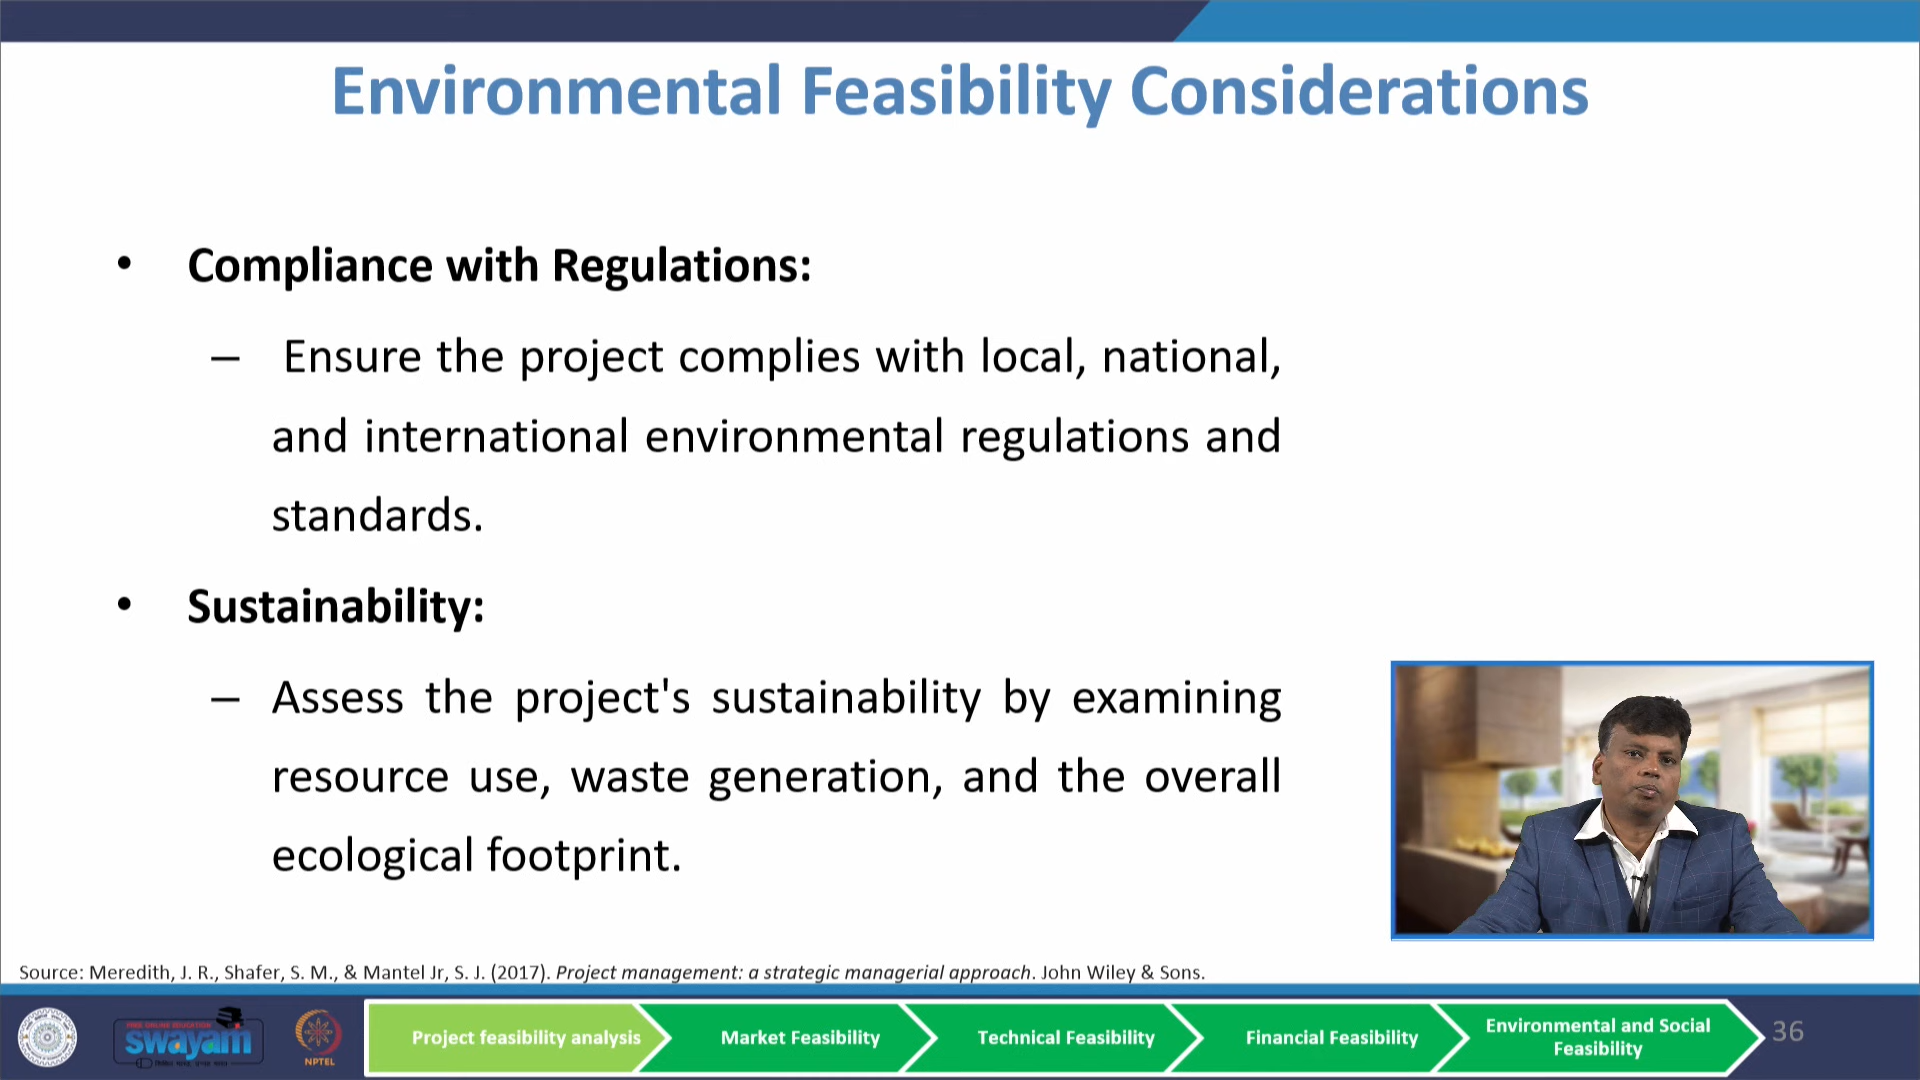 Environmental Feasibility Considerations
• Compliance with Regulations:
– Ensure the project complies with local, national,
and international environmental regulations and
standards.
• Sustainability:
– Assess the project's sustainability by examining
resource use, waste generation, and the overall
ecological footprint.
Source: Meredith, J. R., Shafer, S. M., & Mantel Jr, S. J. (2017). Project management: a strategic managerial approach. John Wiley & Sons.
swayam
NPTEL
Project feasibility analysis
Market Feasibility
Technical Feasibility
Financial Feasibility
Environmental and Social
Feasibility
36